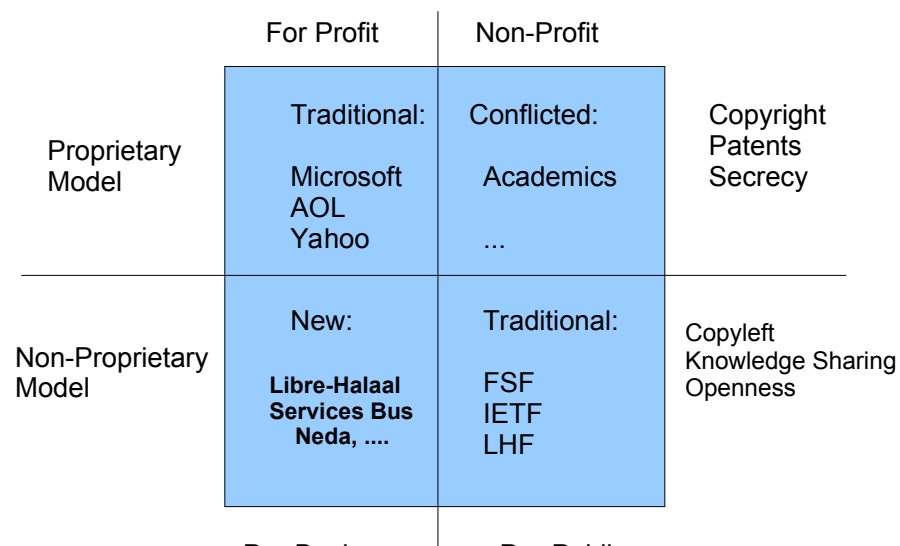 For Profit
Non-Profit
Proprietary
Model
Traditional:
Microsoft
AOL
Yahoo
Conflicted:
Academics
...
Copyright
Patents
Secrecy
Non-Proprietary
Model
New:
Libre-Halaal
Services Bus
Neda, ....
Traditional:
FSF
IETF
LHF
Copyleft
Knowledge Sharing
Openness